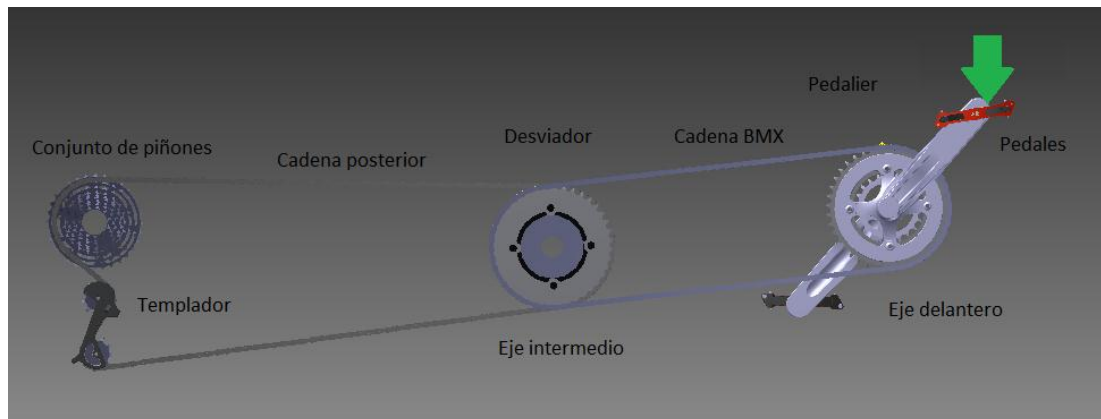 Pedalier
Desviador
Cadena BMX
Pedales
Conjunto de piñones
Cadena posterior
Templador
Eje delantero
Eje intermedio